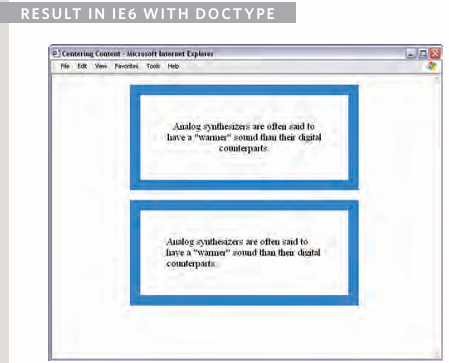 RESULT IN IE6 WITH DOCTYPE
Centering Content - Microsoft Internet Explorer
File Edit View Favorites Tools Help
Analog synthesizers are often said to
have a "warmer" sound than their digital
counterparts.
Analog synthesizers are often said to
have a "warmer" sound than their digital
counterparts.